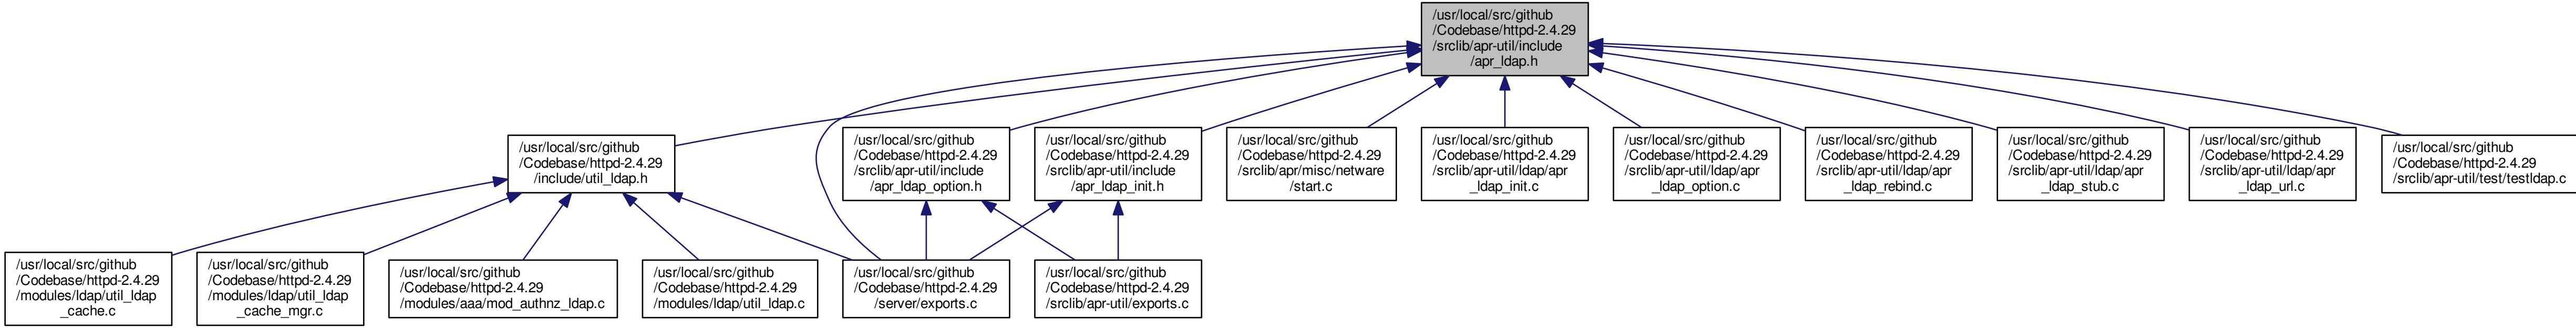 /usr/local/src/github
/Codebase/httpd-2.4.29
/srclib/apr-util/include
/apr_ldap.h
/usr/local/src/github
/Codebase/httpd-2.4.29
/include/util_ldap.h
/usr/local/src/github
/Codebase/httpd-2.4.29
/srclib/apr-util/include
/apr_ldap_option.h
/usr/local/src/github
/Codebase/httpd-2.4.29
/srclib/apr-util/include
/apr_ldap_init.h
/usr/local/src/github
/Codebase/httpd-2.4.29
/srclib/apr/misc/netware
/start.c
/usr/local/src/github
/Codebase/httpd-2.4.29
/srclib/apr-util/ldap/apr
_ldap_init.c
/usr/local/src/github
/Codebase/httpd-2.4.29
/srclib/apr-util/ldap/apr
_ldap_option.c
/usr/local/src/github
/Codebase/httpd-2.4.29
/srclib/apr-util/ldap/apr
_ldap_rebind.c
/usr/local/src/github
/Codebase/httpd-2.4.29
/srclib/apr-util/ldap/apr
_ldap_stub.c
/usr/local/src/github
/Codebase/httpd-2.4.29
/srclib/apr-util/ldap/apr
_ldap_url.c
/usr/local/src/github
/Codebase/httpd-2.4.29
/srclib/apr-util/test/testldap.c
/usr/local/src/github
/Codebase/httpd-2.4.29
/modules/ldap/util_ldap
_cache.c
/usr/local/src/github
/Codebase/httpd-2.4.29
/modules/ldap/util_ldap
_cache_mgr.c
/usr/local/src/github
/Codebase/httpd-2.4.29
/modules/aaa/mod_authnz_ldap.c
/usr/local/src/github
/Codebase/httpd-2.4.29
/modules/ldap/util_ldap.c
/usr/local/src/github
/Codebase/httpd-2.4.29
/server/exports.c
/usr/local/src/github
/Codebase/httpd-2.4.29
/srclib/apr-util/exports.c